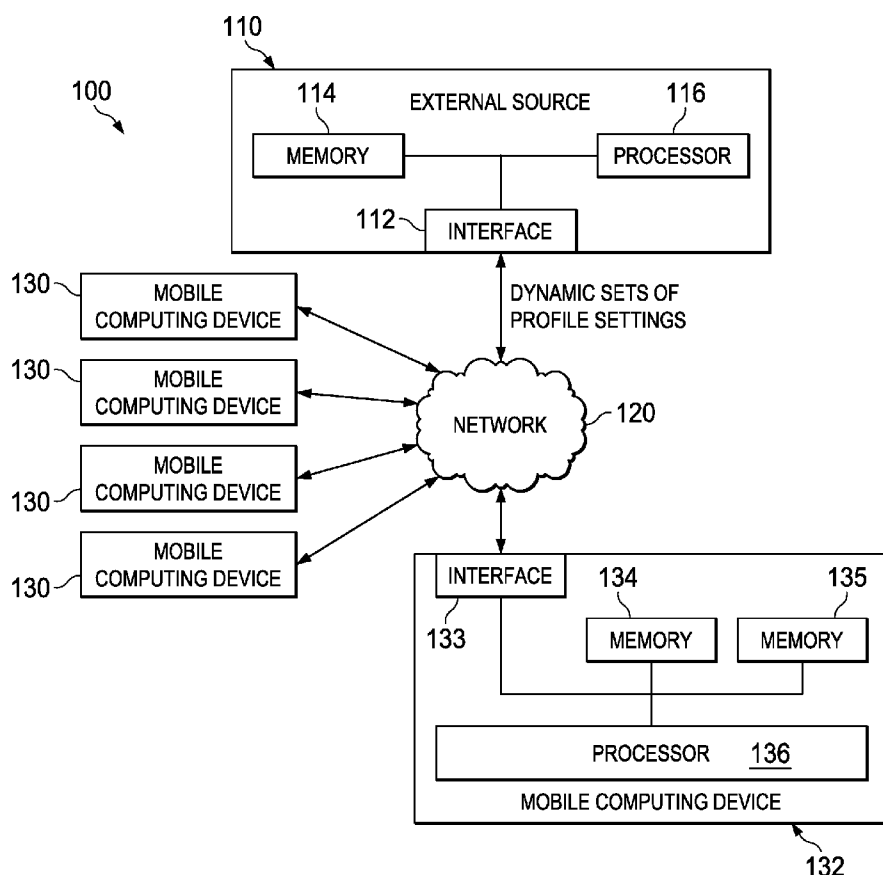 110
100
114
EXTERNAL SOURCE
116
MEMORY
PROCESSOR
112
INTERFACE
130
MOBILE
COMPUTING DEVICE
DYNAMIC SETS OF
PROFILE SETTINGS
130
MOBILE
COMPUTING DEVICE
NETWORK
120
130
MOBILE
COMPUTING DEVICE
130
MOBILE
COMPUTING DEVICE
INTERFACE
133
134
135
MEMORY
MEMORY
PROCESSOR 136
MOBILE COMPUTING DEVICE
132